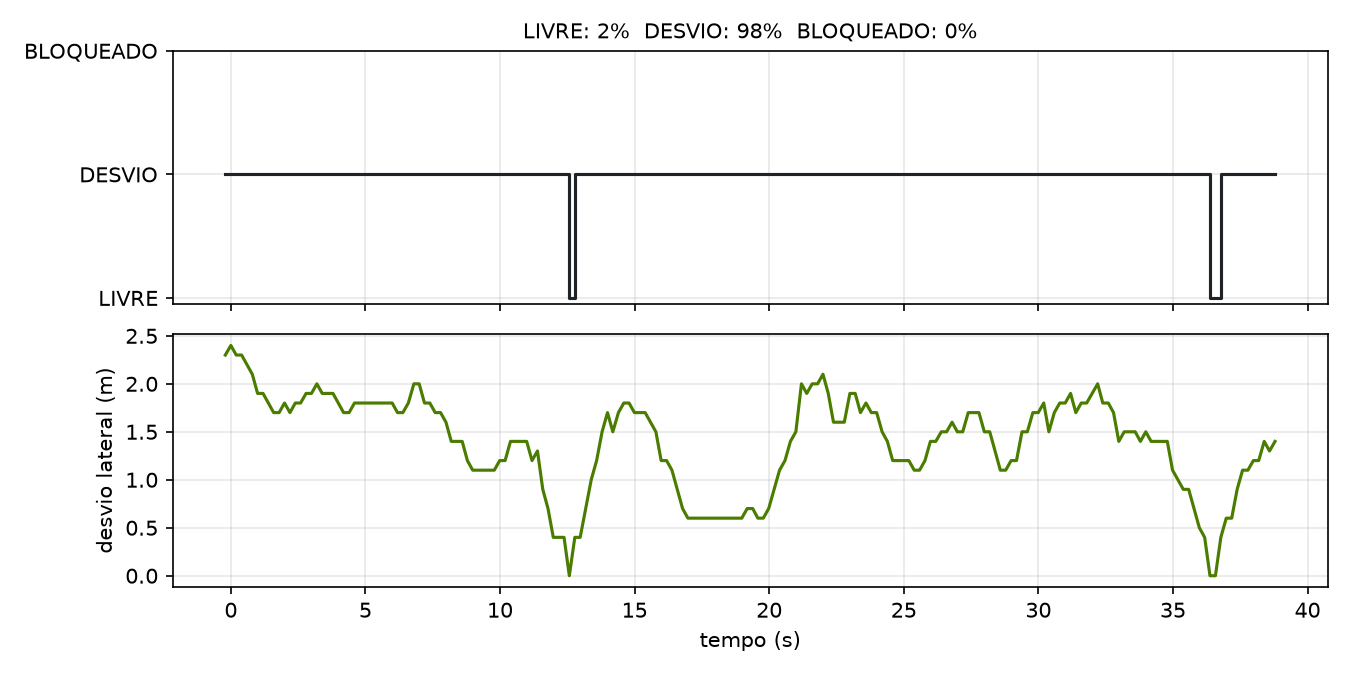 LIVRE: 2%  DESVIO: 98%  BLOQUEADO: 0%
BLOQUEADO
DESVIO
LIVRE
desvio lateral (m)
2.5
2.0
1.5
1.0
0.5
0.0
0 5 10 15 20 25 30 35 40
tempo (s)